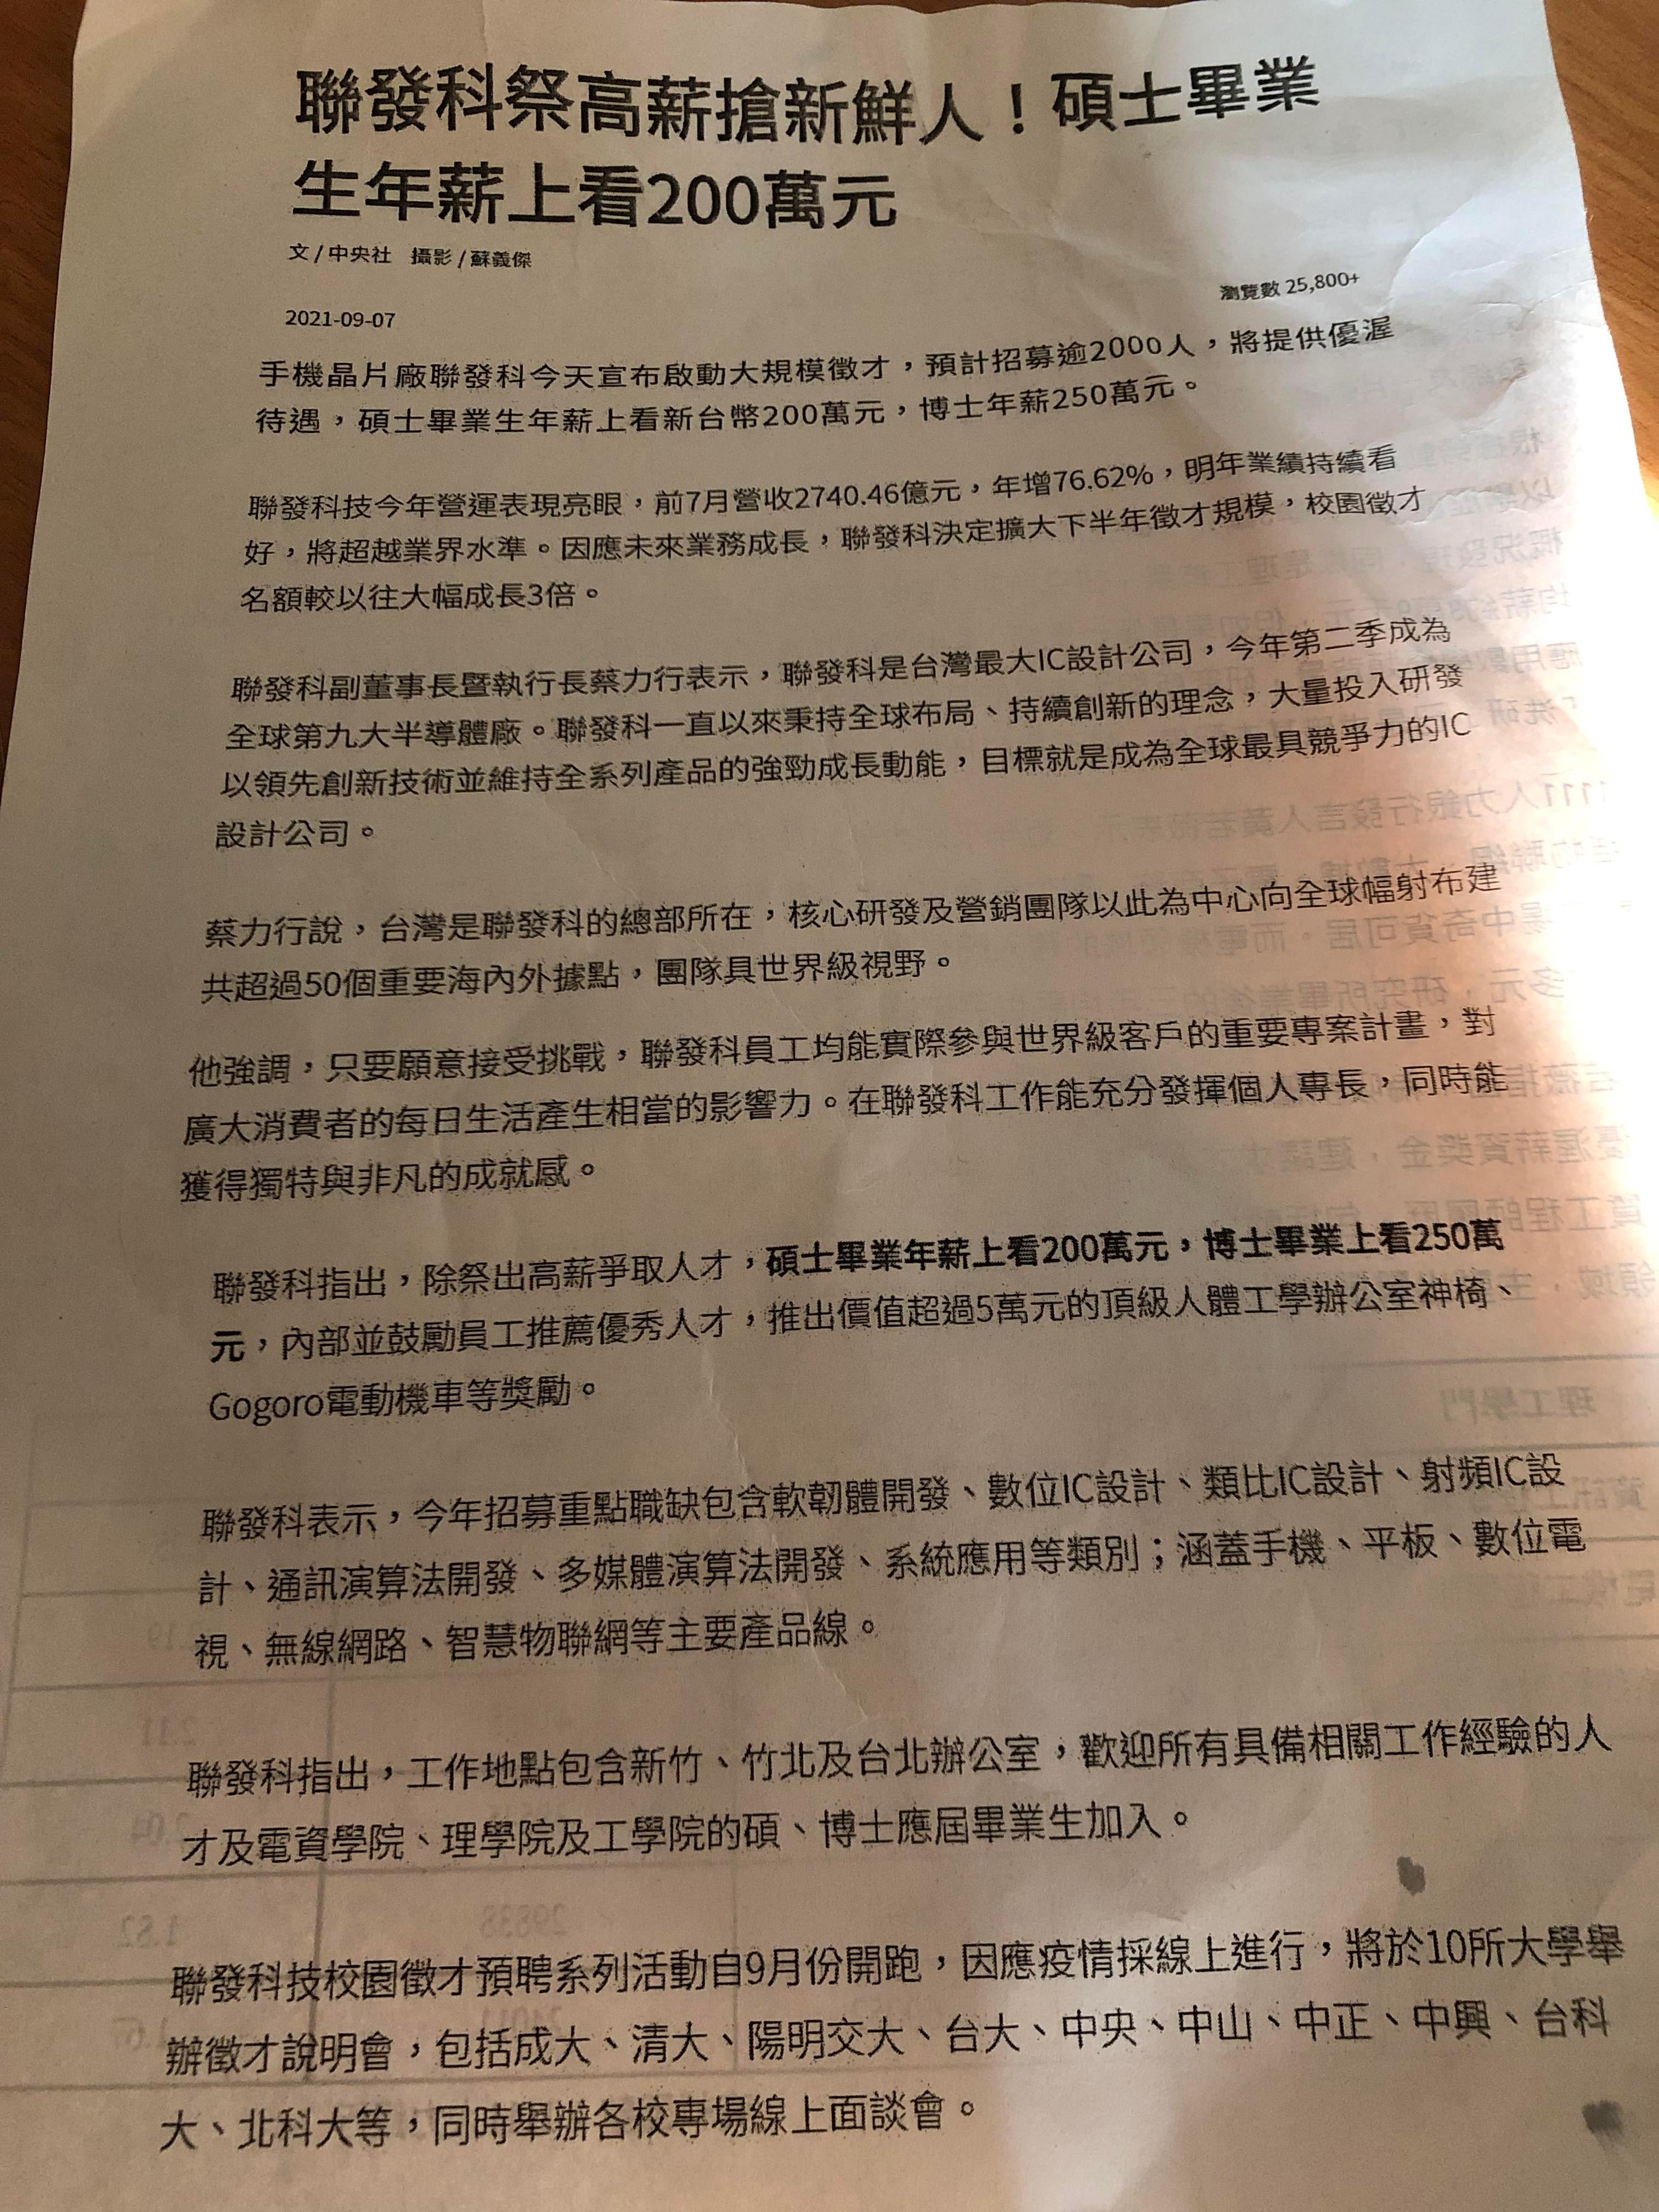 聯發科祭高薪搶新鮮人！碩士畢業
生年薪上看200萬元
文/中央社 攝影/蘇義傑
瀏覽數 25,800+
2021-09-07
手機晶片廠聯發科今天宣布啟動大規模徵才，預計招募逾2000人，將提供優渥
待遇，碩士畢業生年薪上看新台幣200萬元，博士年薪250萬元。
聯發科技今年營運表現亮眼，前7月營收2740.46億元，年增76.62%，明年業績持續看
好，將超越業界水準。因應未來業務成長，聯發科決定擴大下半年徵才規模，校園徵才
名額較以往大幅成長3倍。
聯發科副董事長暨執行長蔡力行表示，聯發科是台灣最大IC設計公司，今年第二季成為
全球第九大半導體廠。聯發科一直以來秉持全球布局、持續創新的理念，大量投入研發
以領先創新技術並維持全系列產品的強勁成長動能，目標就是成為全球最具競爭力的IC
設計公司。
蔡力行說，台灣是聯發科的總部所在，核心研發及營銷團隊以此為中心向全球幅射布建
共超過50個重要海內外據點，團隊具世界級視野。
他強調，只要願意接受挑戰，聯發科員工均能實際參與世界級客戶的重要專案計畫，對
廣大消費者的每日生活產生相當的影響力。在聯發科工作能充分發揮個人專長，同時能
獲得獨特與非凡的成就感。
聯發科指出，除祭出高薪爭取人才，碩士畢業年薪上看200萬元，博士畢業上看250萬
元，內部並鼓勵員工推薦優秀人才，推出價值超過5萬元的頂級人體工學辦公室神椅、
Gogoro電動機車等獎勵。
聯發科表示，今年招募重點職缺包含軟韌體開發、數位IC設計、類比IC設計、射頻IC設
計、通訊演算法開發、多媒體演算法開發、系統應用等類別；涵蓋手機、平板、數位電
視、無線網路、智慧物聯網等主要產品線。
聯發科指出，工作地點包含新竹、竹北及台北辦公室，歡迎所有具備相關工作經驗的人
才及電資學院、理學院及工學院的碩、博士應屆畢業生加入。
聯發科技校園徵才預聘系列活動自9月份開跑，因應疫情採線上進行，將於10所大學舉
辦徵才說明會，包括成大、清大、陽明交大、台大、中央、中山、中正、中興、台科
大、北科大等，同時舉辦各校專場線上面談會。